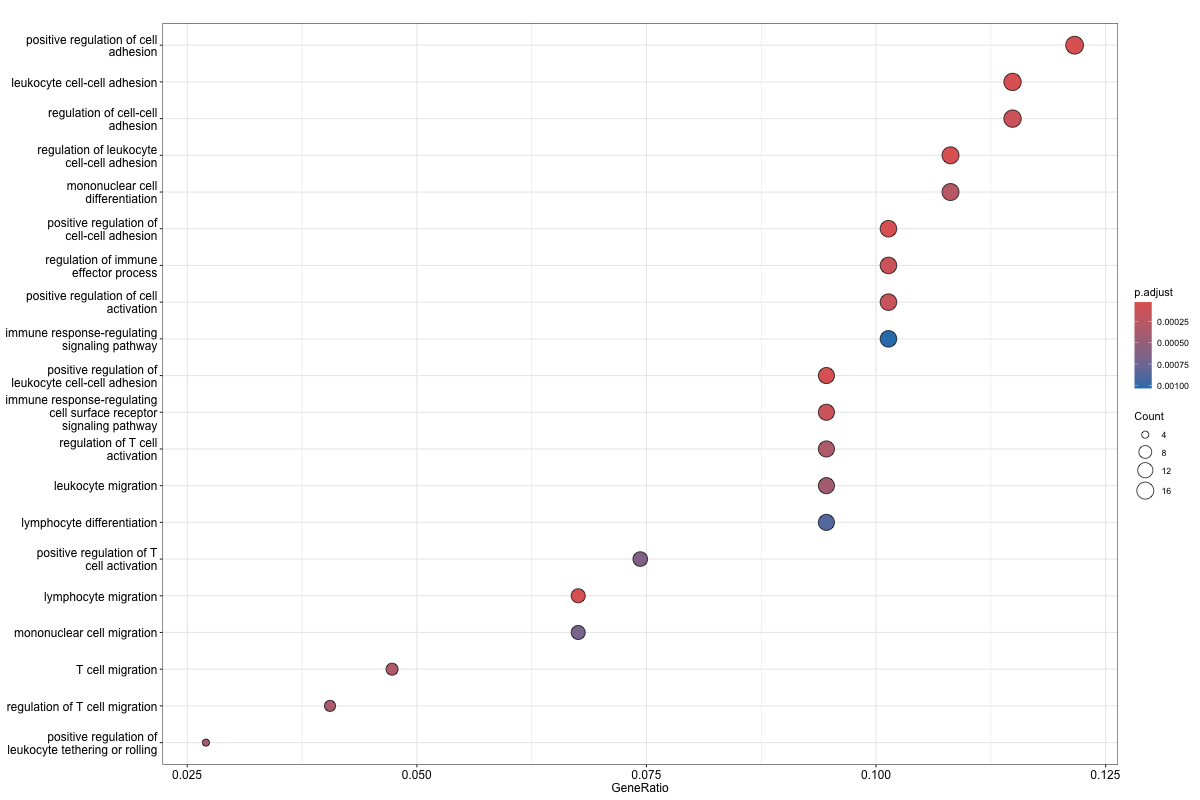 positive regulation of cell
adhesion
leukocyte cell-cell adhesion
regulation of cell-cell
adhesion
regulation of leukocyte
cell-cell adhesion
mononuclear cell
differentiation
positive regulation of
cell-cell adhesion
regulation of immune
effector process
positive regulation of cell
activation
immune response-regulating
signaling pathway
positive regulation of
leukocyte cell-cell adhesion
immune response-regulating
cell surface receptor
signaling pathway
regulation of T cell
activation
leukocyte migration
lymphocyte differentiation
positive regulation of T
cell activation
lymphocyte migration
mononuclear cell migration
T cell migration
regulation of T cell migration
positive regulation of
leukocyte tethering or rolling
0.025 0.050 0.075 0.100 0.125
GeneRatio
p.adjust
0.00025
0.00050
0.00075
0.00100
Count
4
8
12
16